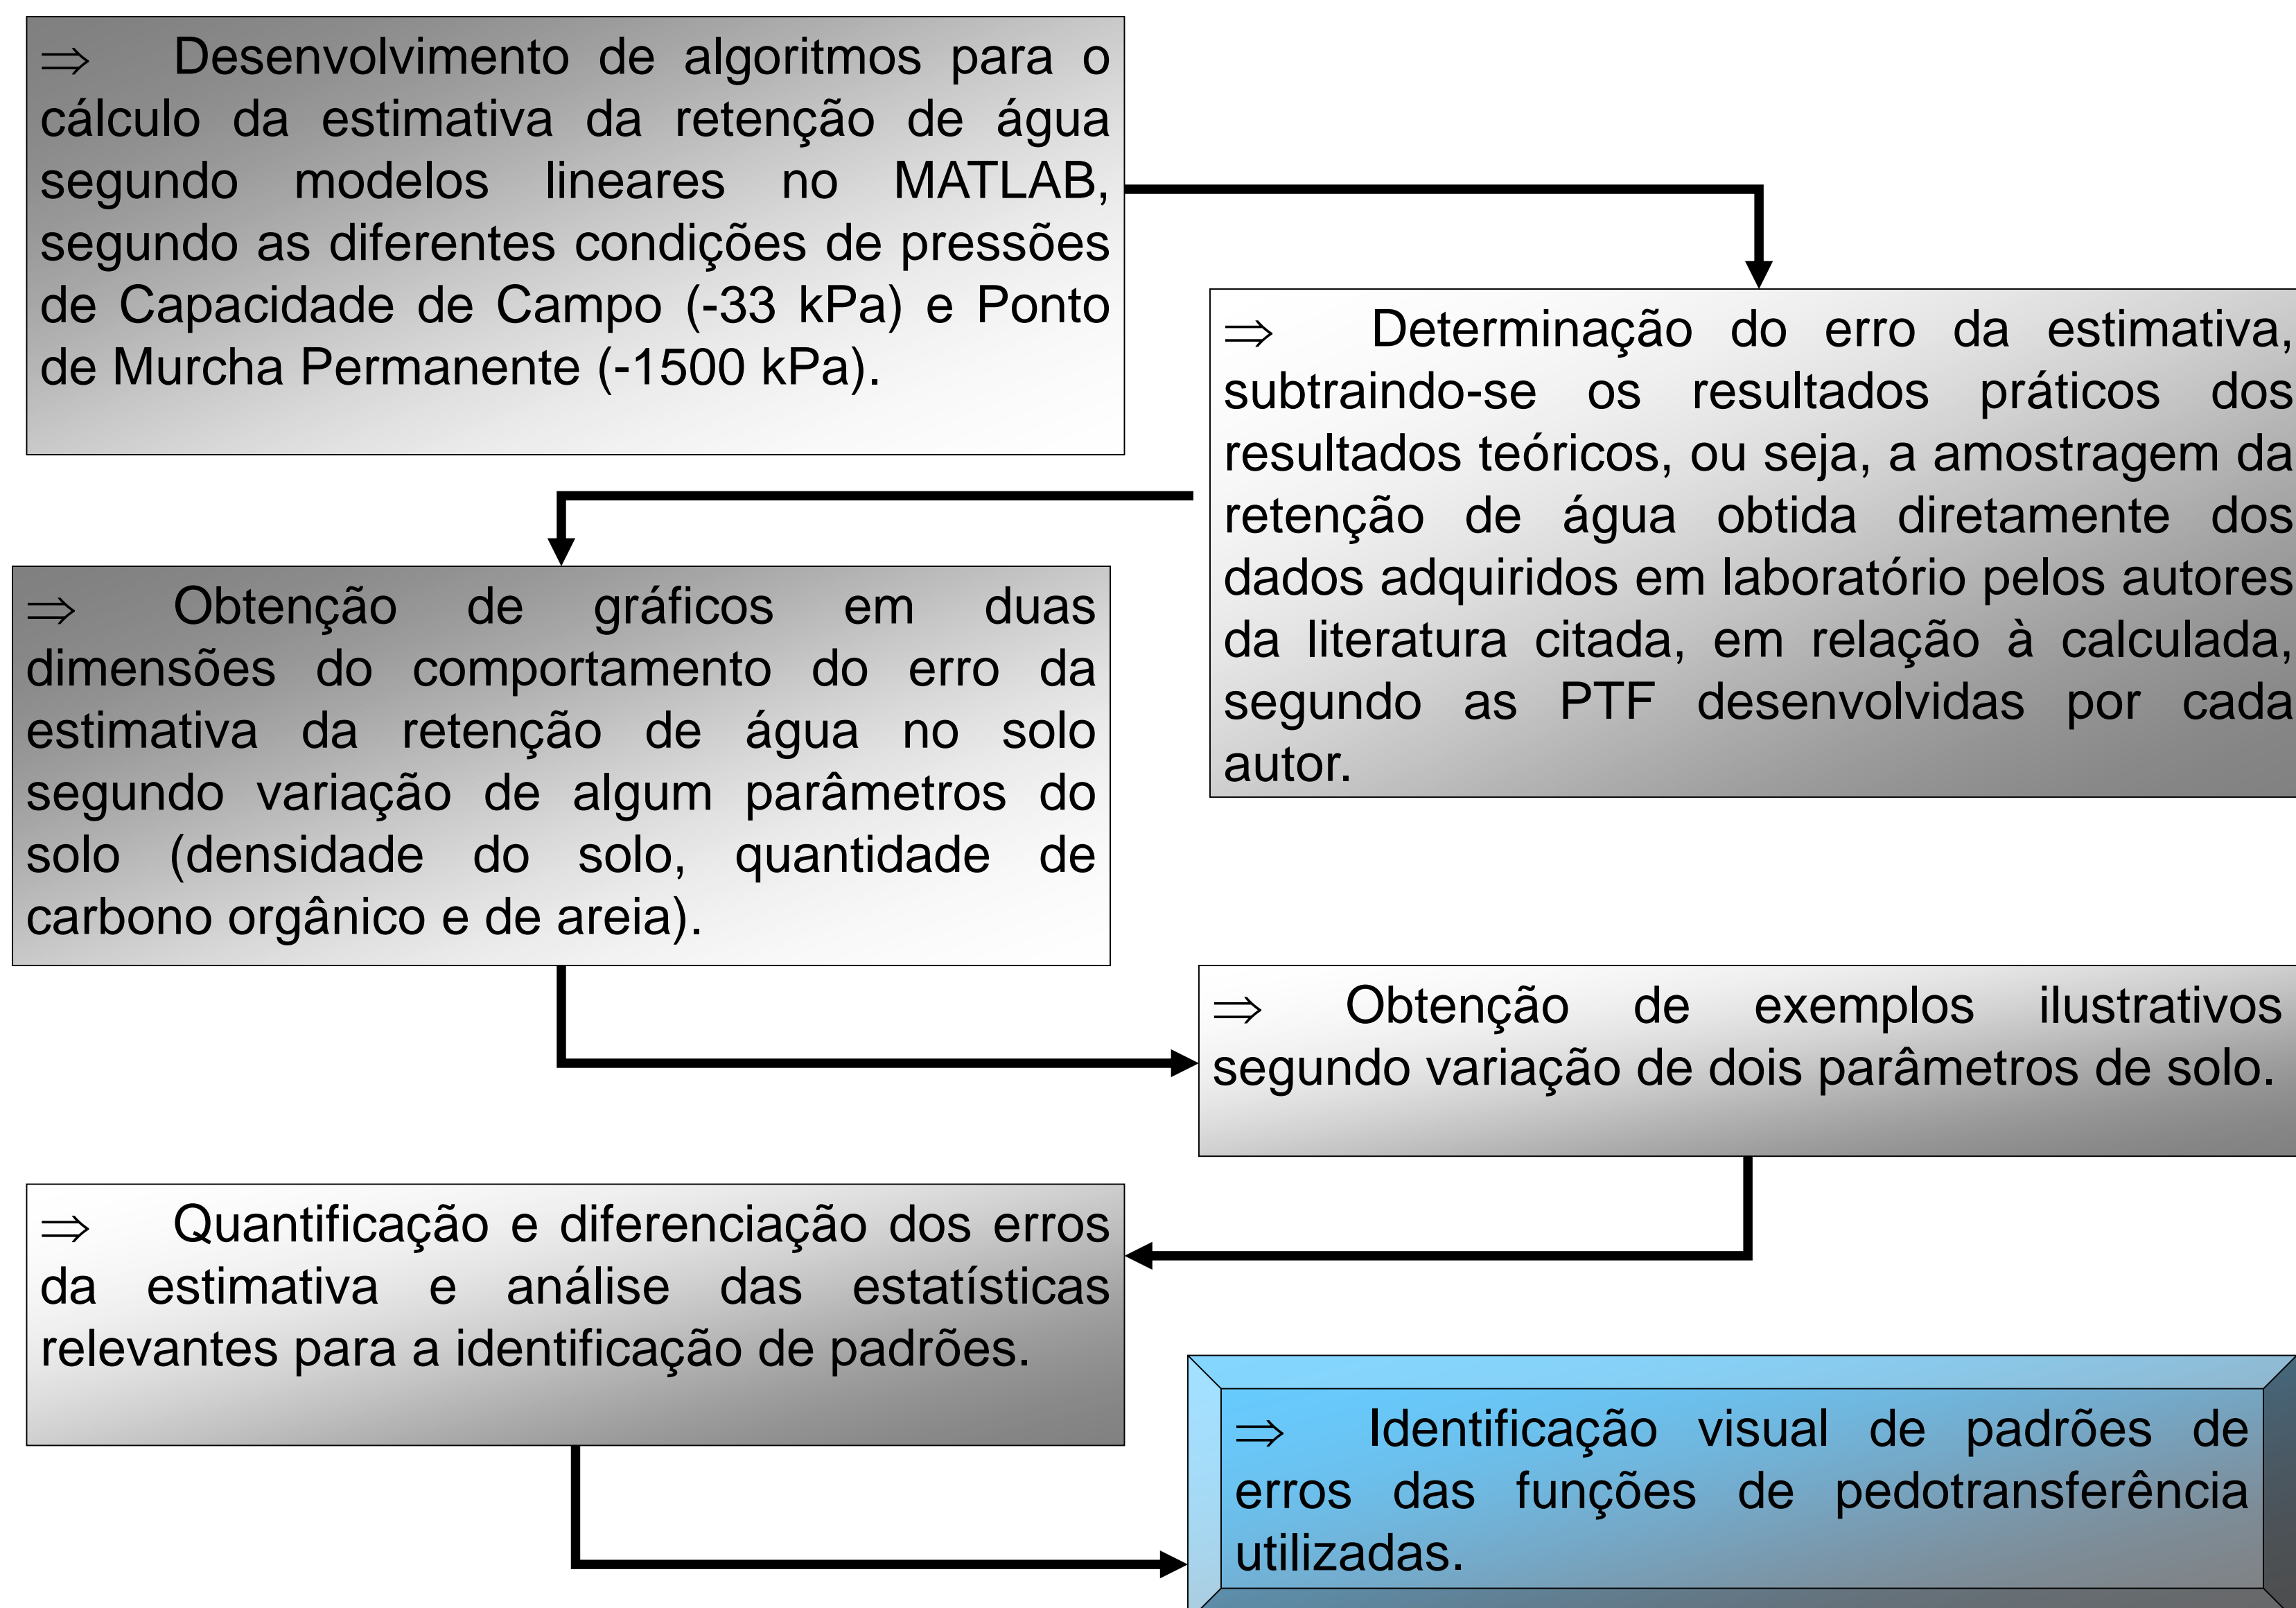 ⇒ Desenvolvimento de algoritmos para o
cálculo da estimativa da retenção de água
segundo modelos lineares no MATLAB,
segundo as diferentes condições de pressões
de Capacidade de Campo (-33 kPa) e Ponto
de Murcha Permanente (-1500 kPa).
⇒ Determinação do erro da estimativa,
subtraindo-se os resultados práticos dos
resultados teóricos, ou seja, a amostragem da
retenção de água obtida diretamente dos
dados adquiridos em laboratório pelos autores
da literatura citada, em relação à calculada,
segundo as PTF desenvolvidas por cada
autor.
⇒ Obtenção de gráficos em duas
dimensões do comportamento do erro da
estimativa da retenção de água no solo
segundo variação de algum parâmetros do
solo (densidade do solo, quantidade de
carbono orgânico e de areia).
⇒ Obtenção de exemplos ilustrativos
segundo variação de dois parâmetros de solo.
⇒ Quantificação e diferenciação dos erros
da estimativa e análise das estatísticas
relevantes para a identificação de padrões.
⇒ Identificação visual de padrões de
erros das funções de pedotransferência
utilizadas.